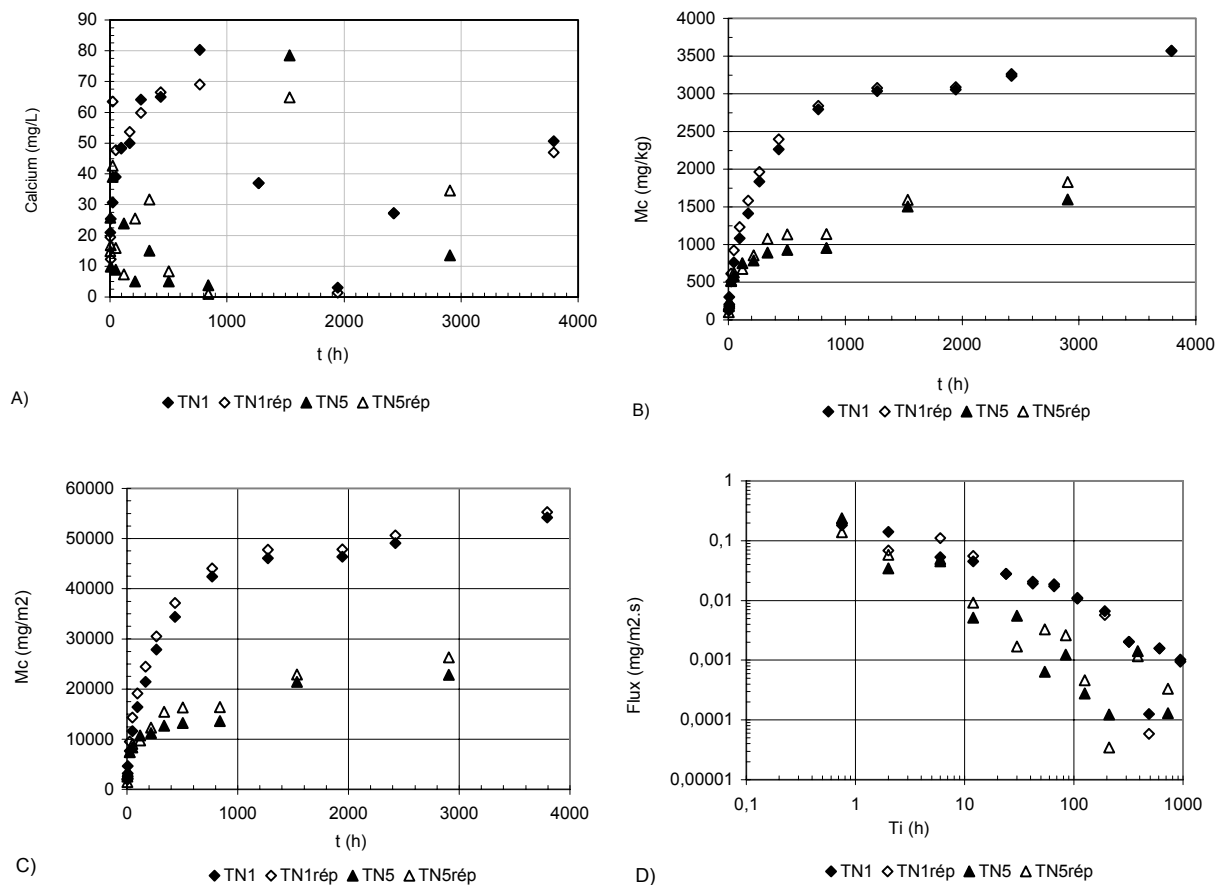 90
80
70
60
50
40
30
20
10
0
Calcium (mg/L)
0 1000 2000 3000 4000
t (h)
A)
TN1 TN1rép TN5 TN5rép
4000
3500
3000
2500
2000
1500
1000
500
0
Mc (mg/kg)
0 1000 2000 3000 4000
t (h)
B)
TN1 TN1rép TN5 TN5rép
60000
50000
40000
30000
20000
10000
0
Mc (mg/m2)
0 1000 2000 3000 4000
t (h)
C)
TN1 TN1rép TN5 TN5rép
1
0,1
0,01
0,001
0,0001
0,00001
Flux (mg/m2.s)
0,1 1 10 100 1000
Ti (h)
D)
TN1 TN1rép TN5 TN5rép